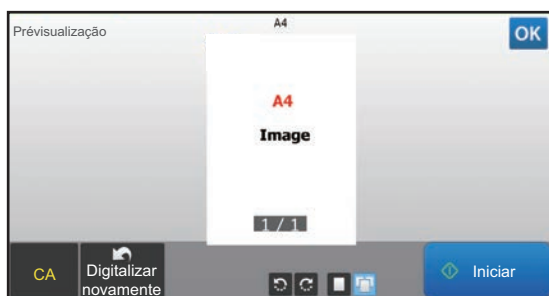 Prévisualização
A4
OK
A4
Image
1 / 1
CA
Digitalizar
novamente
Iniciar